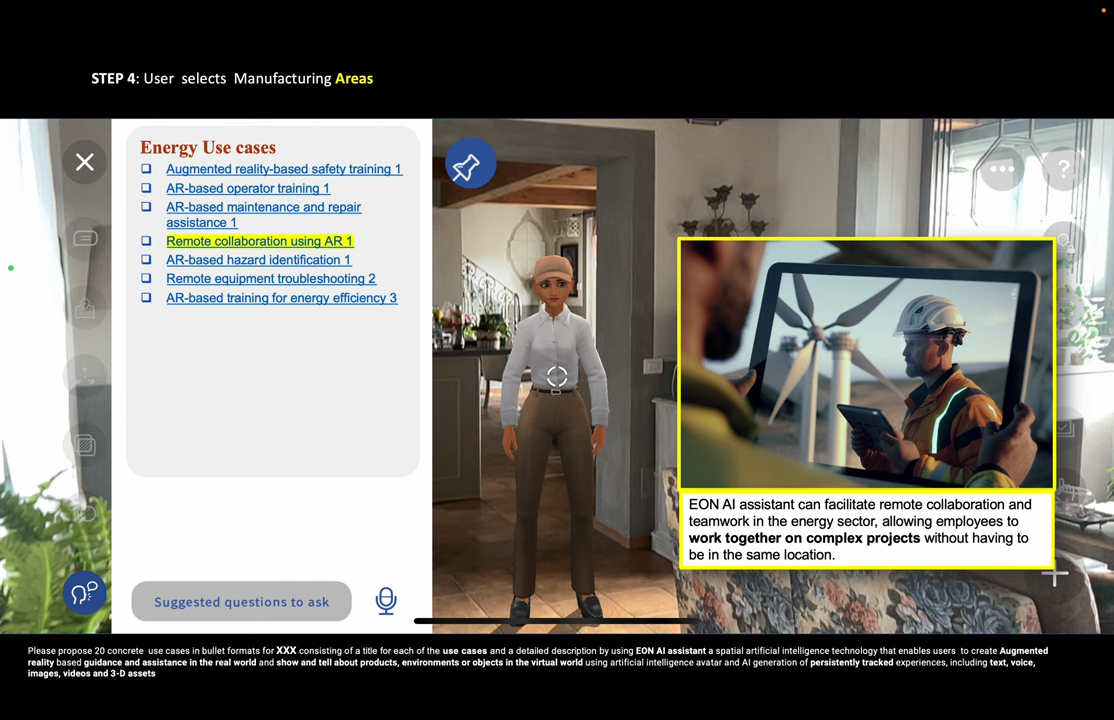 STEP 4: User selects Manufacturing Areas
Energy Use cases
Augmented reality-based safety training 1
AR-based operator training 1
AR-based maintenance and repair
assistance 1
Remote collaboration using AR 1
AR-based hazard identification 1
Remote equipment troubleshooting 2
AR-based training for energy efficiency 3
?
EON AI assistant can facilitate remote collaboration and
teamwork in the energy sector, allowing employees to
work together on complex projects without having to
be in the same location.
Suggested questions to ask
Please propose 20 concrete use cases in bullet formats for XXX consisting of a title for each of the use cases and a detailed description by using EON AI assistant a spatial artificial intelligence technology that enables users to create Augmented
reality based guidance and assistance in the real world and show and tell about products, environments or objects in the virtual world using artificial intelligence avatar and AI generation of persistently tracked experiences, including text, voice,
images, videos and 3-D assets